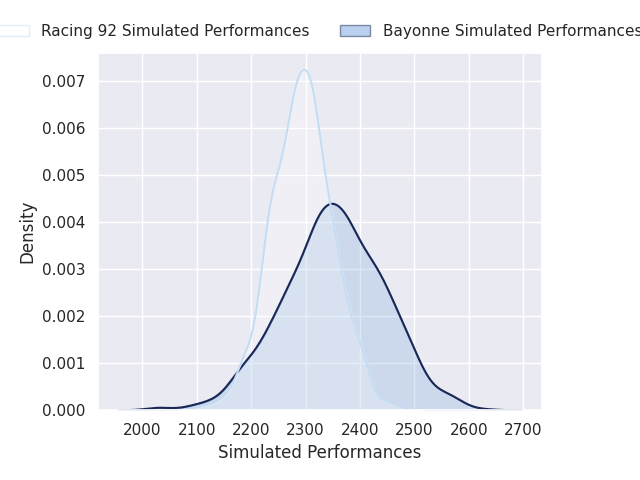 Racing 92 Simulated Performances Bayonne Simulated Performances
0.007
0.006
0.005
0.004
0.003
0.002
0.001
0.000
Density
2000 2100 2200 2300 2400 2500 2600 2700
Simulated Performances